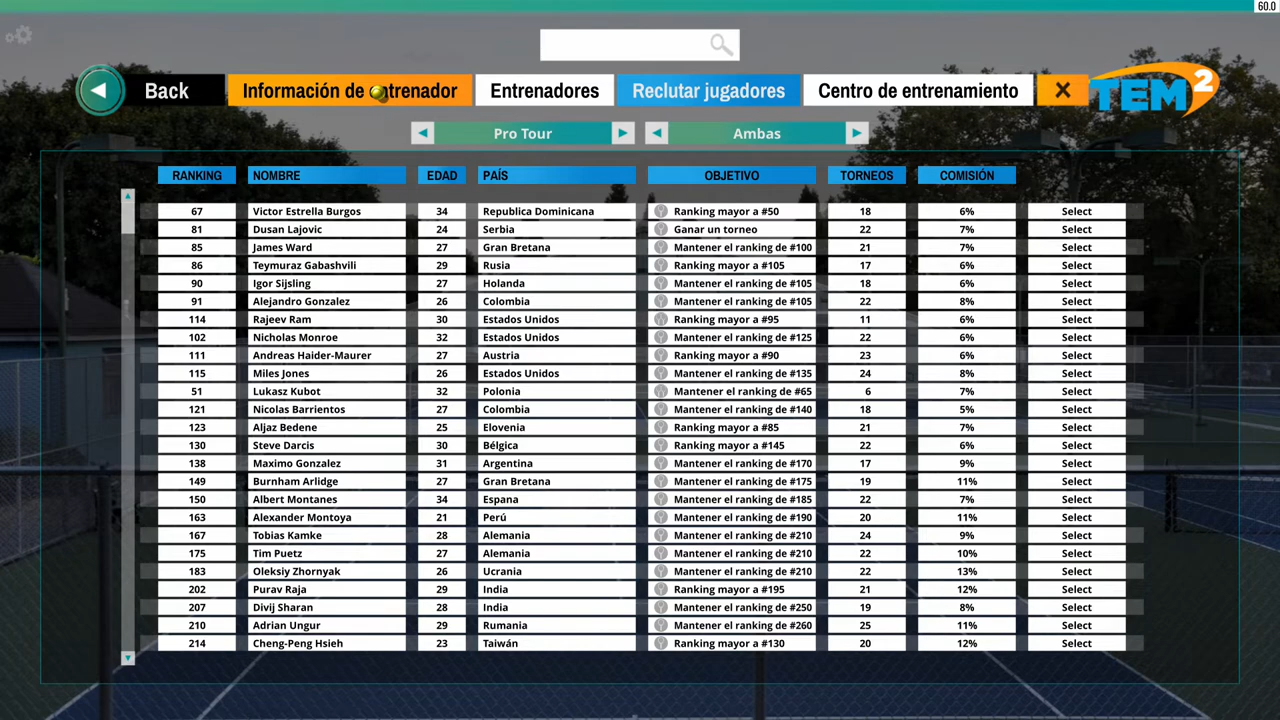 60.0
Back
Información de entrenador
Entrenadores
Reclutar jugadores
Centro de entrenamiento
X
TEM 2
Pro Tour
Ambas
RANKING NOMBRE EDAD PAÍS OBJETIVO TORNEOS COMISIÓN
67 Victor Estrella Burgos 34 Republica Dominicana Ranking mayor a #50 18 6% Select
81 Dusan Lajovic 24 Serbia Ganar un torneo 22 7% Select
85 James Ward 27 Gran Bretana Mantener el ranking de #100 21 7% Select
86 Teymuraz Gabashvili 29 Rusia Ranking mayor a #105 17 6% Select
90 Igor Sijsling 27 Holanda Mantener el ranking de #105 18 6% Select
91 Alejandro Gonzalez 26 Colombia Mantener el ranking de #105 22 8% Select
114 Rajeev Ram 30 Estados Unidos Ranking mayor a #95 11 6% Select
102 Nicholas Monroe 32 Estados Unidos Mantener el ranking de #125 22 6% Select
111 Andreas Haider-Maurer 27 Austria Ranking mayor a #90 23 6% Select
115 Miles Jones 26 Estados Unidos Mantener el ranking de #135 24 8% Select
51 Lukasz Kubot 32 Polonia Mantener el ranking de #65 6 7% Select
121 Nicolas Barrientos 27 Colombia Mantener el ranking de #140 18 5% Select
123 Aljaz Bedene 25 Elovenia Ranking mayor a #85 21 7% Select
130 Steve Darcis 30 Bélgica Ranking mayor a #145 22 6% Select
138 Maximo Gonzalez 31 Argentina Mantener el ranking de #170 17 9% Select
149 Burnham Arlidge 27 Gran Bretana Mantener el ranking de #175 19 11% Select
150 Albert Montanes 34 Espana Mantener el ranking de #185 22 7% Select
163 Alexander Montoya 21 Perú Mantener el ranking de #190 20 11% Select
167 Tobias Kamke 28 Alemania Mantener el ranking de #210 24 9% Select
175 Tim Puetz 27 Alemania Mantener el ranking de #210 22 10% Select
183 Oleksiy Zhornyak 26 Ucrania Mantener el ranking de #210 22 13% Select
202 Purav Raja 29 India Ranking mayor a #195 21 12% Select
207 Divij Sharan 28 India Mantener el ranking de #250 19 8% Select
210 Adrian Ungur 29 Rumania Mantener el ranking de #260 25 11% Select
214 Cheng-Peng Hsieh 23 Taiwán Ranking mayor a #130 20 12% Select